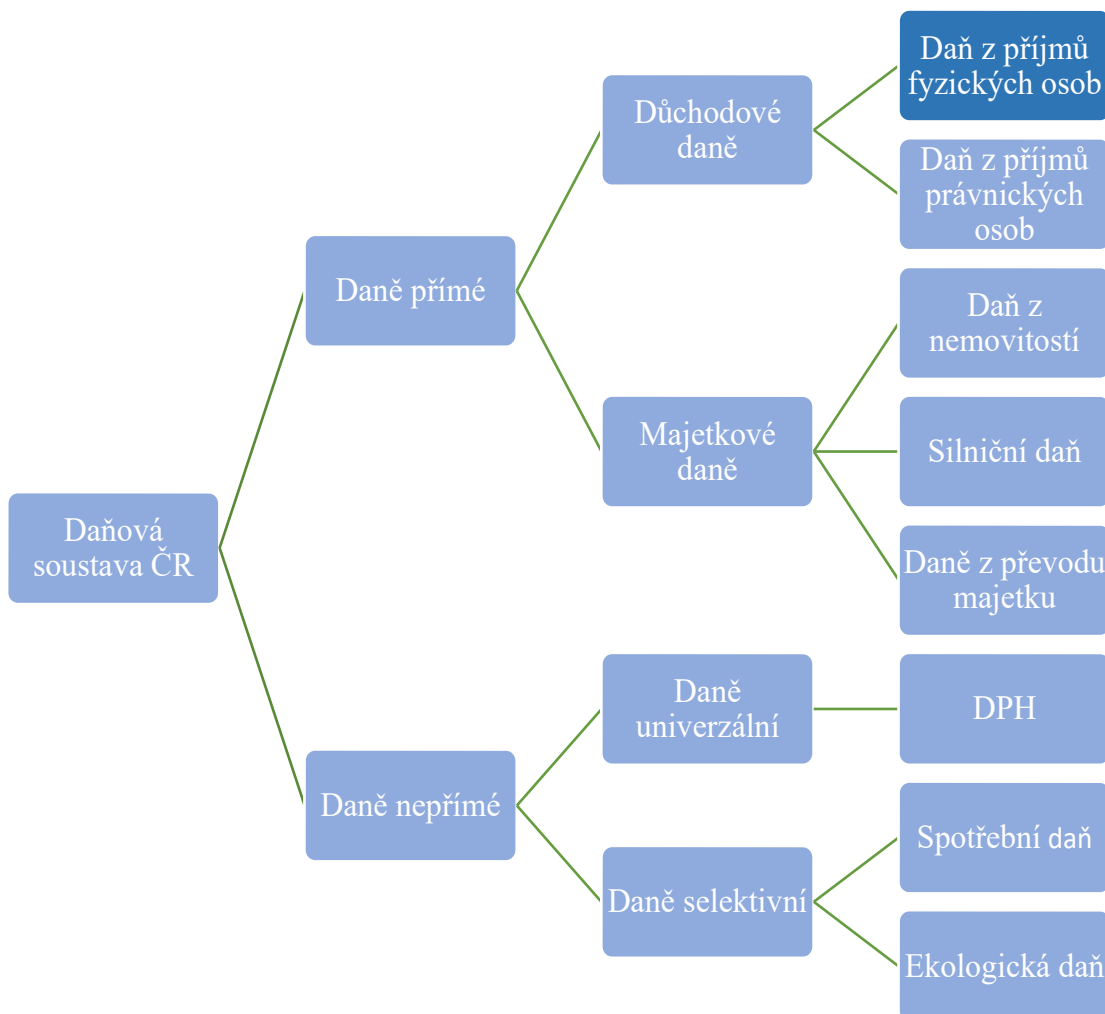 Daň z příjmů
fyzických osob
Důchodové
daně
Daň z příjmů
právnických
osob
Daně přímé
Daň z
nemovitostí
Majetkové
daně
Silniční daň
Daňová
soustava ČR
Daně z převodu
majetku
Daně
univerzální
DPH
Daně nepřímé
Spotřební daň
Daně selektivní
Ekologická daň